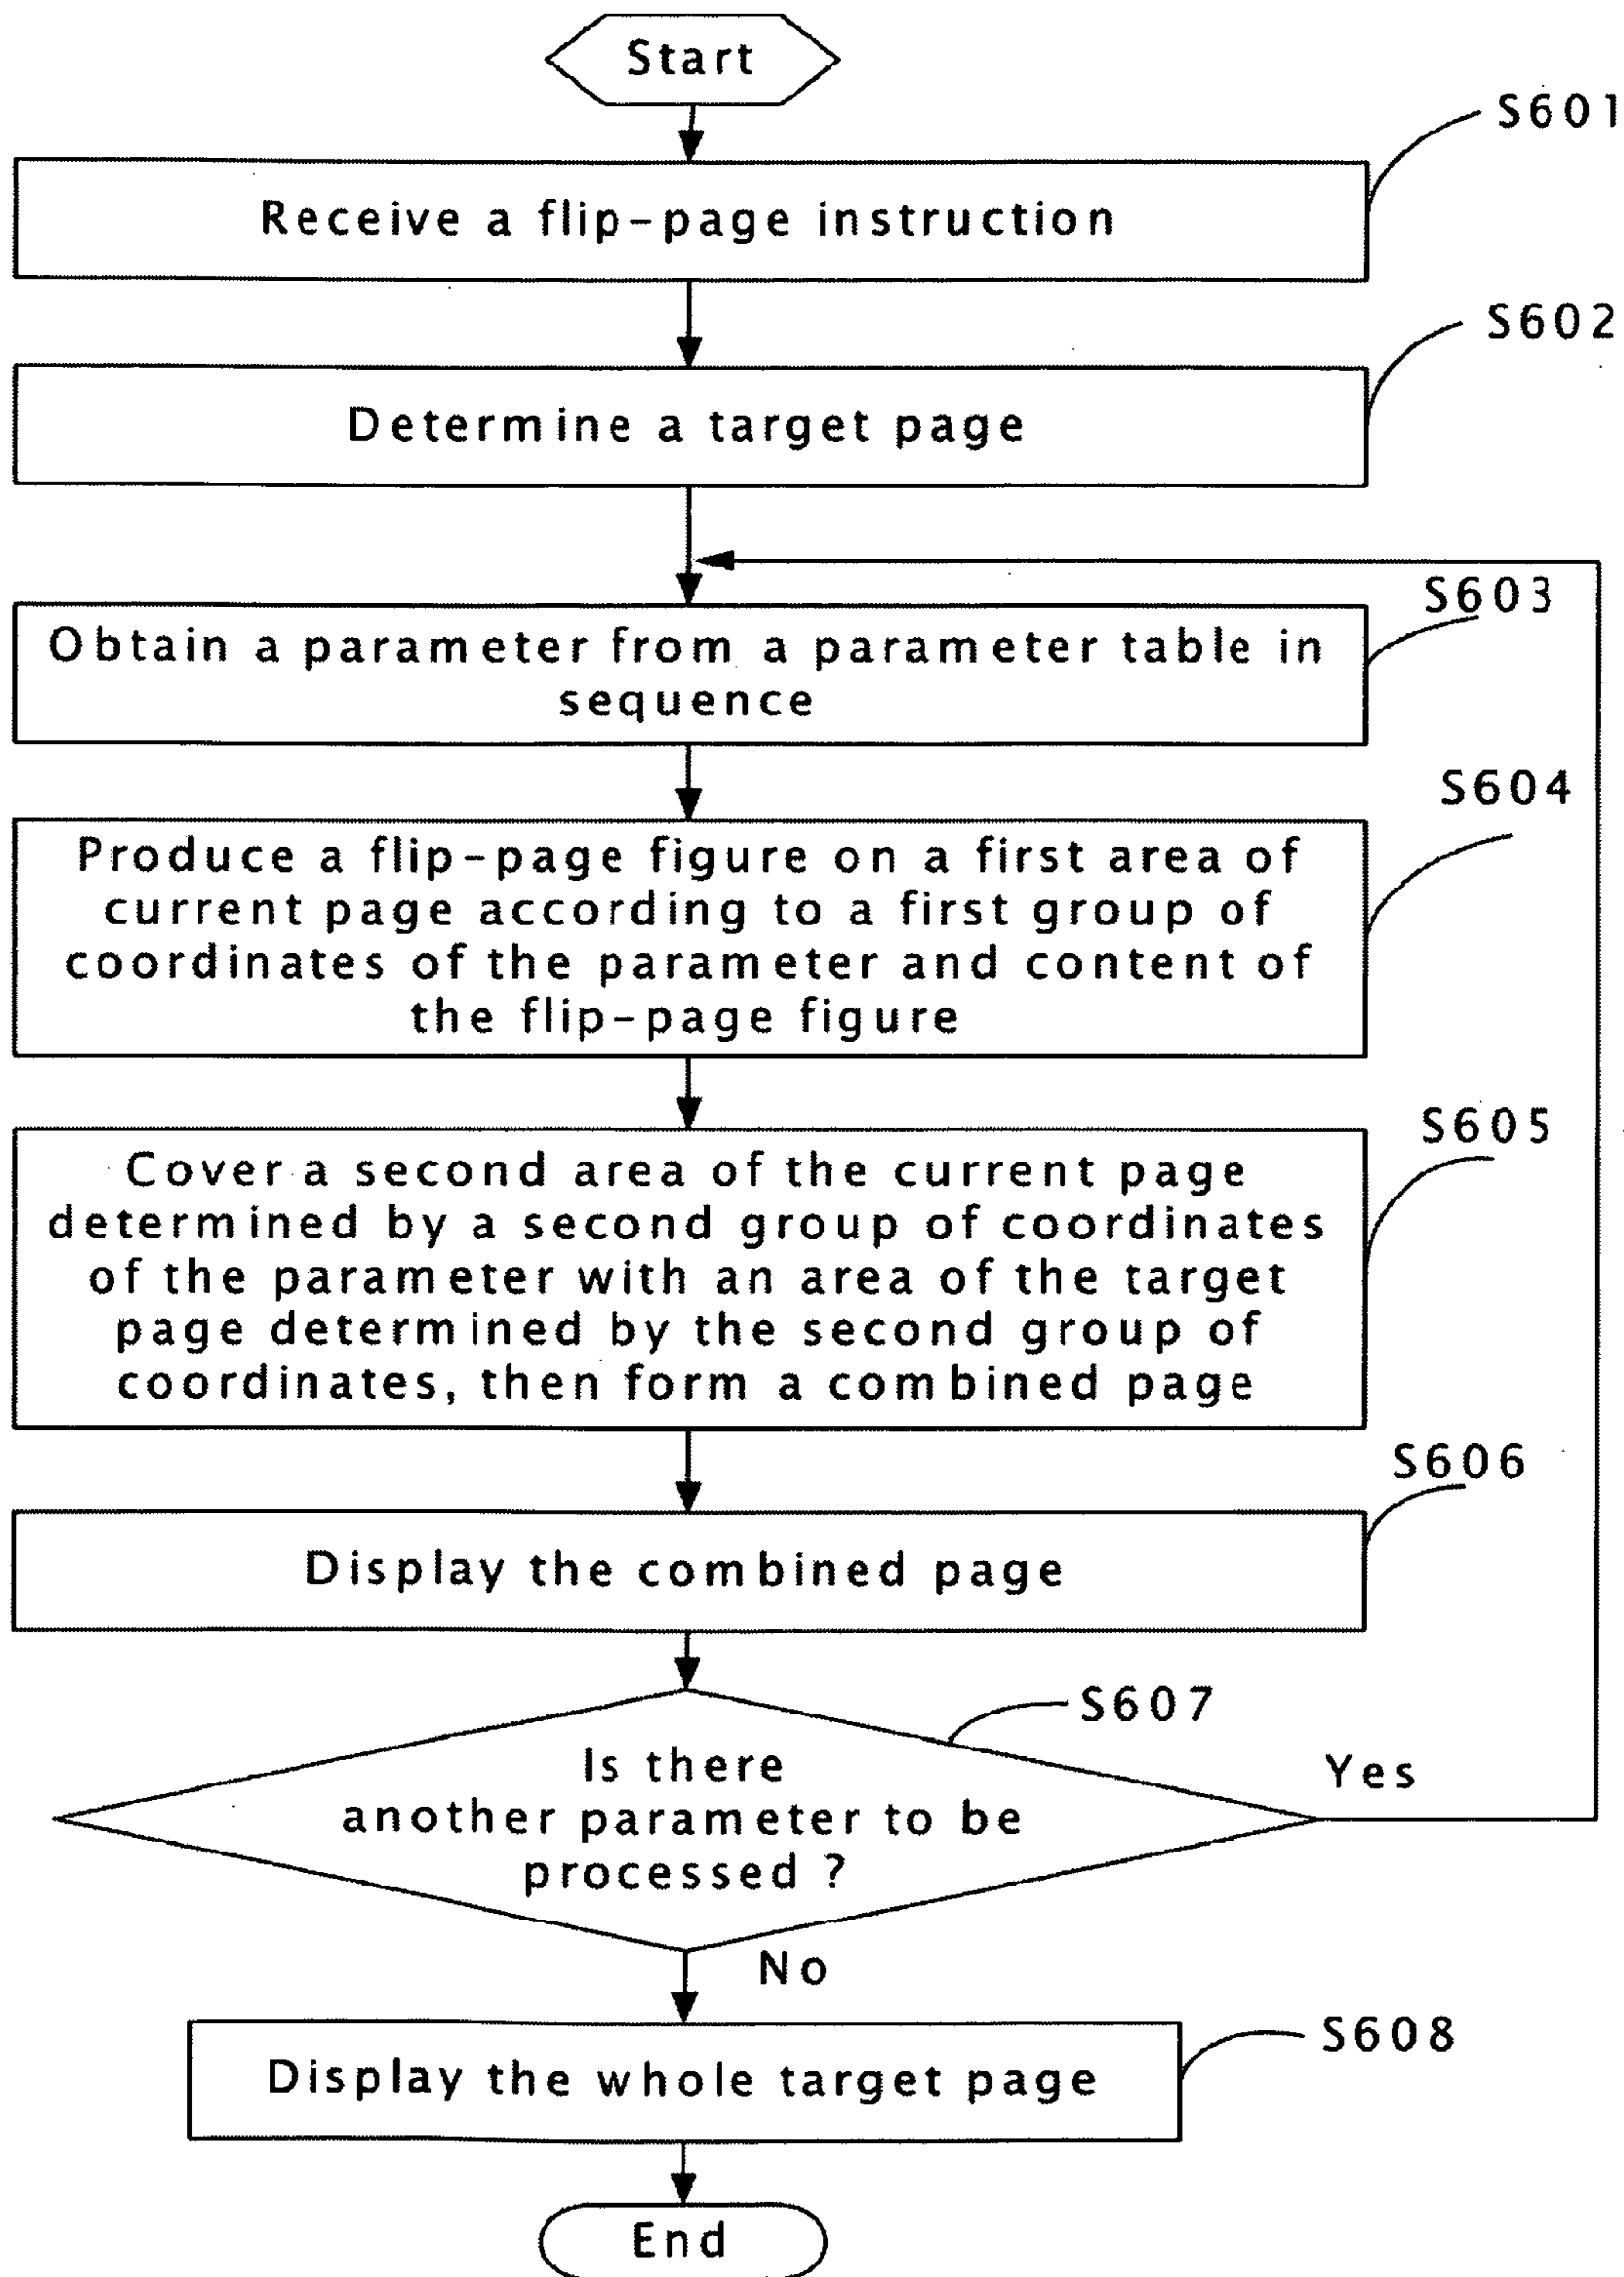 Start
S601
Receive a flip-page instruction
S602
Determine a target page
S603
Obtain a parameter from a parameter table in
sequence
S604
Produce a flip-page figure on a first area of
current page according to a first group of
coordinates of the parameter and content of
the flip-page figure
S605
Cover a second area of the current page
determined by a second group of coordinates
of the parameter with an area of the target
page determined by the second group of
coordinates, then form a combined page
S606
Display the combined page
S607
Is there
another parameter to be
processed ?
Yes
No
S608
Display the whole target page
End